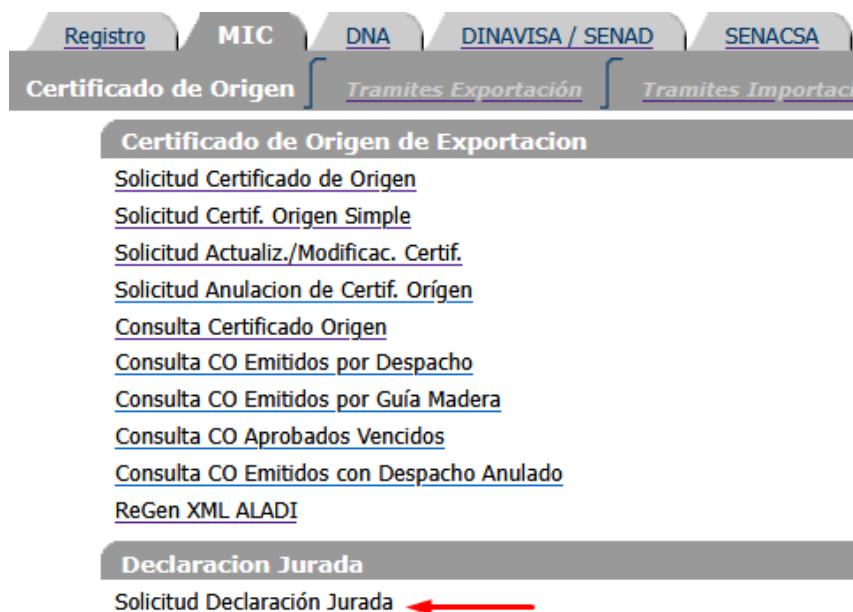 Registro MIC DNA DINAVISA / SENAD SENACSA
Certificado de Origen Tramites Exportación Tramites Importaci
Certificado de Origen de Exportacion
Solicitud Certificado de Origen
Solicitud Certif. Origen Simple
Solicitud Actualiz./Modificac. Certif.
Solicitud Anulacion de Certif. Orígen
Consulta Certificado Origen
Consulta CO Emitidos por Despacho
Consulta CO Emitidos por Guía Madera
Consulta CO Aprobados Vencidos
Consulta CO Emitidos con Despacho Anulado
ReGen XML ALADI
Declaracion Jurada
Solicitud Declaración Jurada